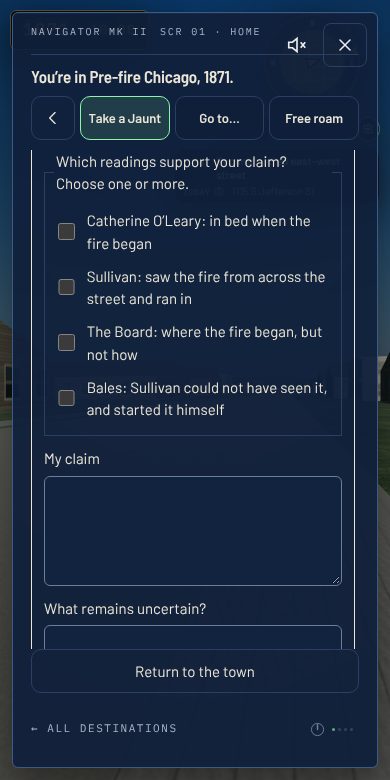 NAVIGATOR MK II SCR 01 · HOME
You're in Pre-fire Chicago, 1871.
Take a Jaunt
Go to...
Free roam
Which readings support your claim?
Choose one or more.
Catherine O'Leary: in bed when the
fire began
Sullivan: saw the fire from across the
street and ran in
The Board: where the fire began, but
not how
Bales: Sullivan could not have seen it,
and started it himself
My claim
What remains uncertain?
Return to the town
← ALL DESTINATIONS